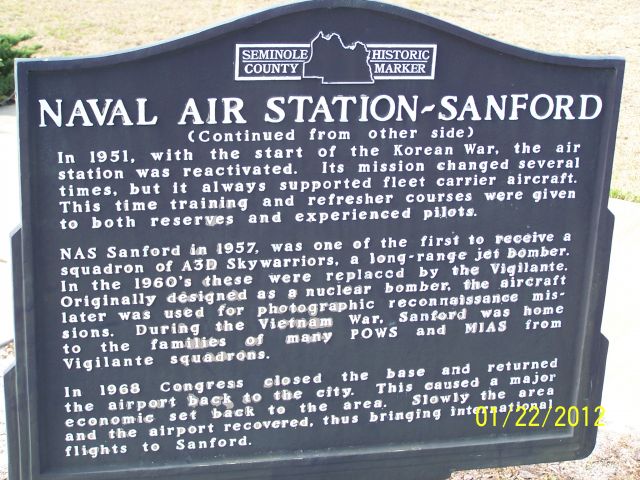 SEMINOLE HISTORIC
COUNTY MARKER
NAVAL AIR STATION-SANFORD
(Continued from other side)
In 1951, with the start of the Korean War, the air
station was reactivated. Its mission changed several
times, but it always supported fleet carrier aircraft.
This time training and refresher courses were given
to both reserves and experienced pilots.
NAS Sanford in 1957, was one of the first to receive a
squadron of A3D Skywarriors, a long-range jet bomber.
In the 1960's these were replaced by the Vigilante.
Originally designed as a nuclear bomber, the aircraft
later was used for photographic reconnaissance mis-
sions. During the Vietnam War, Sanford was home
to the families of many POWS and MIAS from
Vigilante squadrons.
In 1968 Congress closed the base and returned
the airport back to the city. This caused a major
economic set back to the area. Slowly the area
and the airport recovered, thus bringing international
flights to Sanford.
01/22/2012